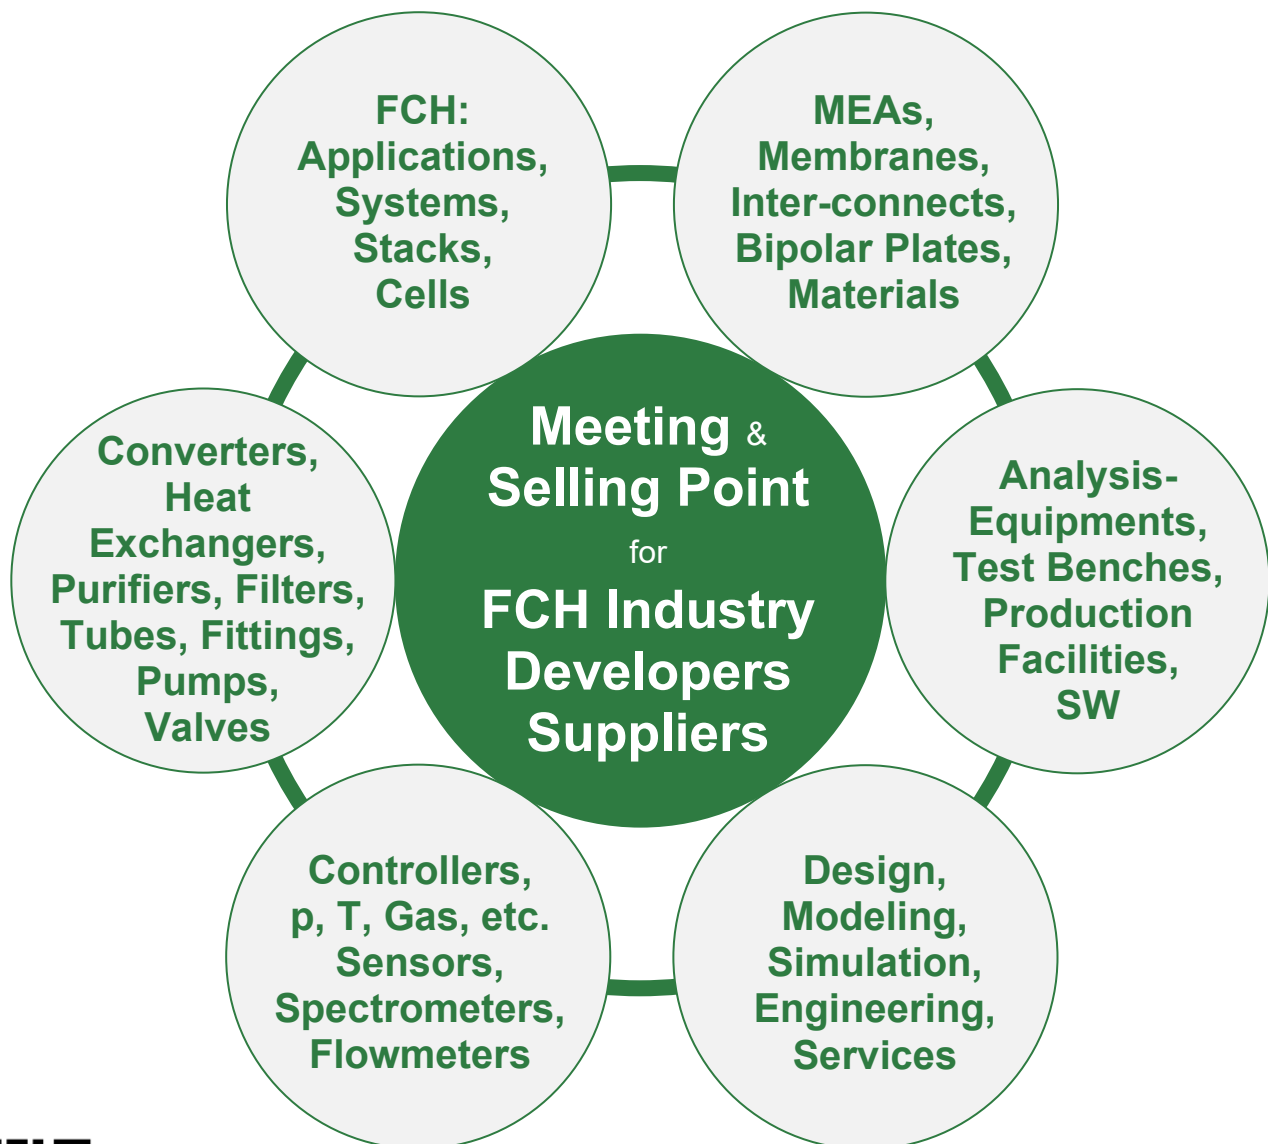 FCH:
Applications,
Systems,
Stacks,
Cells
MEAs,
Membranes,
Inter-connects,
Bipolar Plates,
Materials
Converters,
Heat
Exchangers,
Purifiers, Filters,
Tubes, Fittings,
Pumps,
Valves
Meeting &
Selling Point
for
FCH Industry
Developers
Suppliers
Analysis-
Equipments,
Test Benches,
Production
Facilities,
SW
Controllers,
p, T, Gas, etc.
Sensors,
Spectrometers,
Flowmeters
Design,
Modeling,
Simulation,
Engineering,
Services